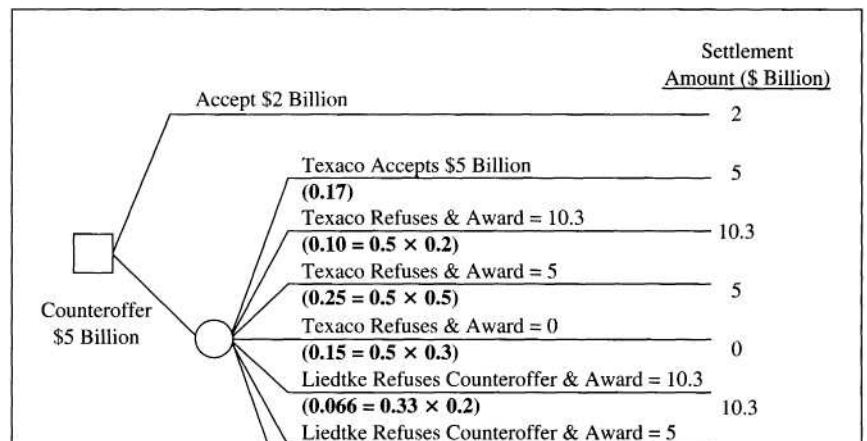 Settlement
Amount ($ Billion)
Accept $2 Billion
2
Texaco Accepts $5 Billion
5
(0.17)
Texaco Refuses & Award = 10.3
10.3
(0.10 = 0.5 × 0.2)
Texaco Refuses & Award = 5
5
(0.25 = 0.5 × 0.5)
Counteroffer
$5 Billion
Texaco Refuses & Award = 0
0
(0.15 = 0.5 × 0.3)
Liedtke Refuses Counteroffer & Award = 10.3
10.3
(0.066 = 0.33 × 0.2)
Liedtke Refuses Counteroffer & Award = 5